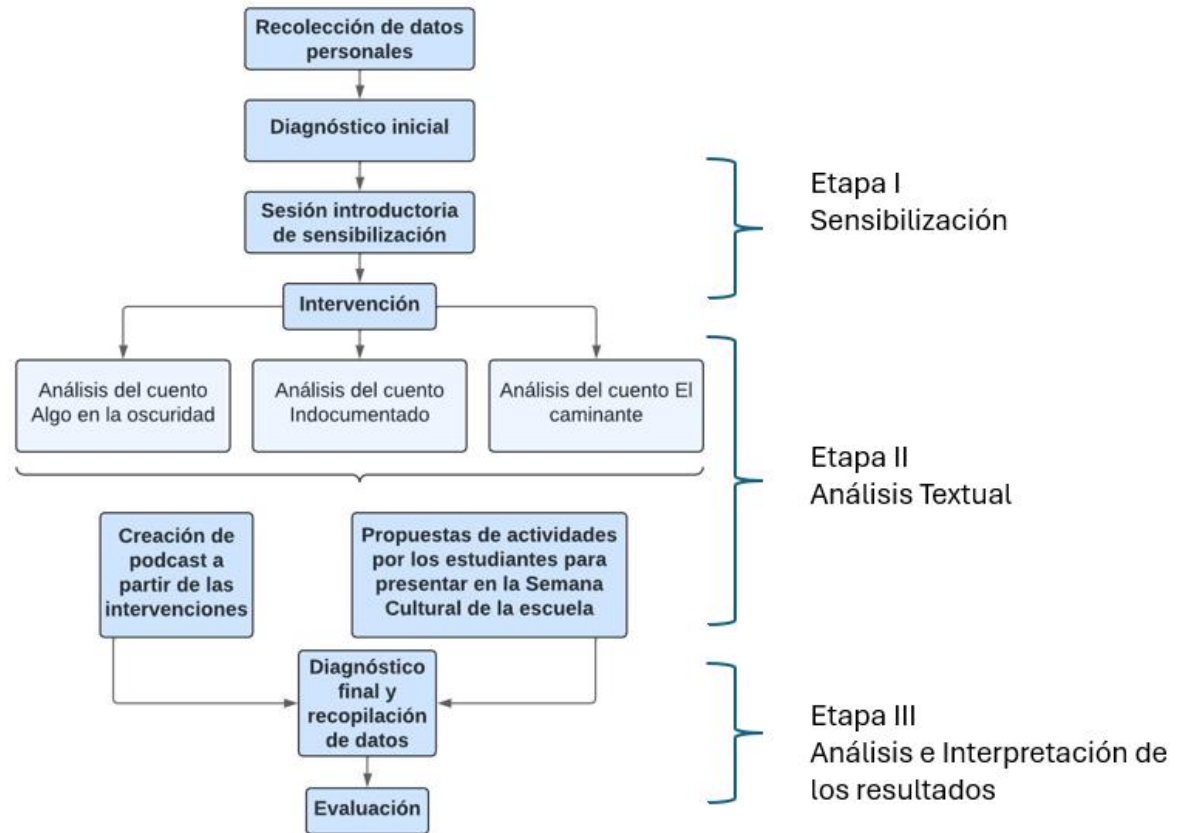 Recolección de datos
personales
Diagnóstico inicial
Sesión introductoria
de sensibilización
Etapa I
Sensibilización
Intervención
Análisis del cuento
Algo en la oscuridad
Análisis del cuento
Indocumentado
Análisis del cuento El
caminante
Etapa II
Análisis Textual
Creación de
podcast a
partir de las
intervenciones
Propuestas de actividades
por los estudiantes para
presentar en la Semana
Cultural de la escuela
Diagnóstico
final y
recopilación
de datos
Etapa III
Análisis e Interpretación de
los resultados
Evaluación